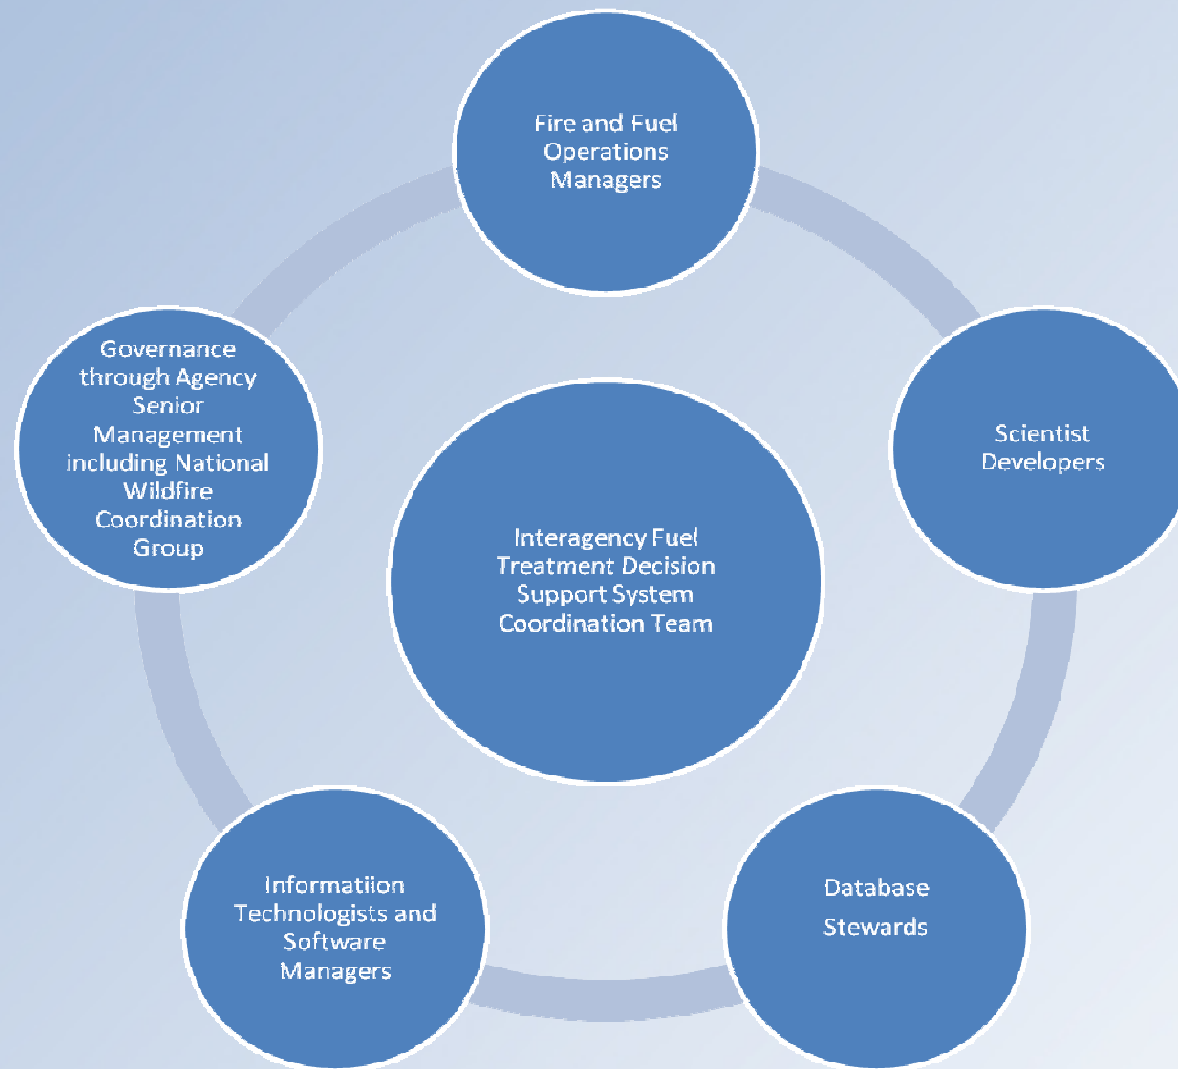 Fire and Fuel
Operations
Managers
Governance
through Agency
Senior
Management
including National
Wildfire
Coordination
Group
Scientist
Developers
Interagency Fuel
Treatment Decision
Support System
Coordination Team
Informatiion
Technologists and
Software
Managers
Database
Stewards